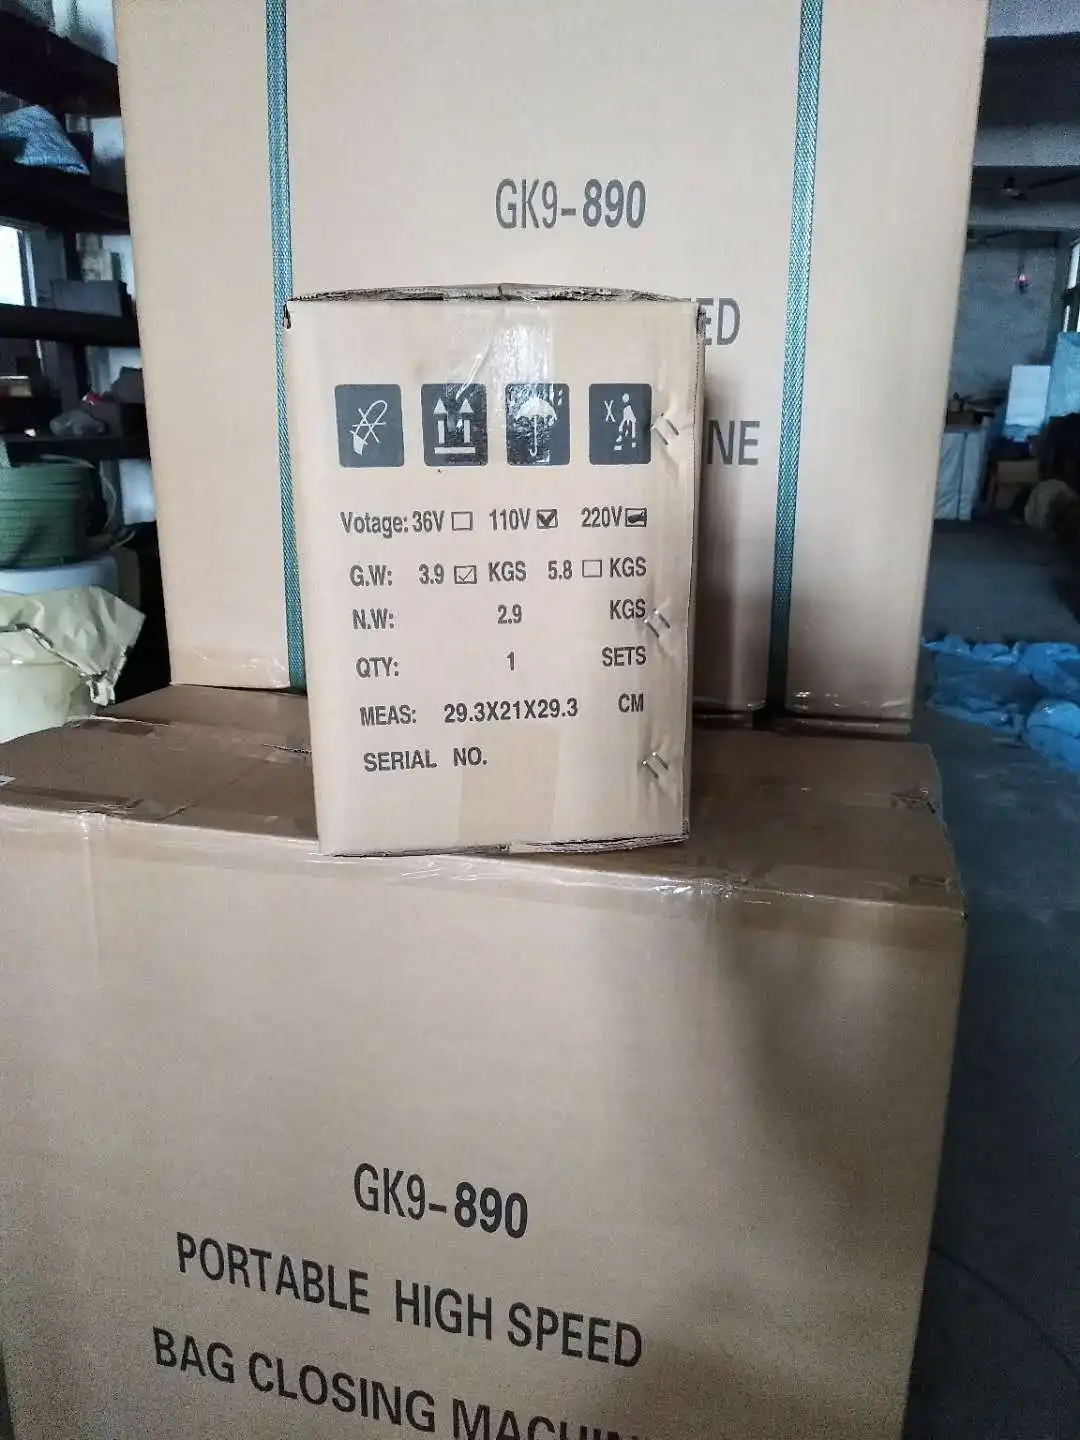 GK9-890
ED
NE
Votage: 36V 110V 220V
G.W: 3.9 KGS 5.8 KGS
N.W: 2.9 KGS
QTY: 1 SETS
MEAS: 29.3X21X29.3 CM
SERIAL NO.
GK9-890
PORTABLE HIGH SPEED
BAG CLOSING MACHIN